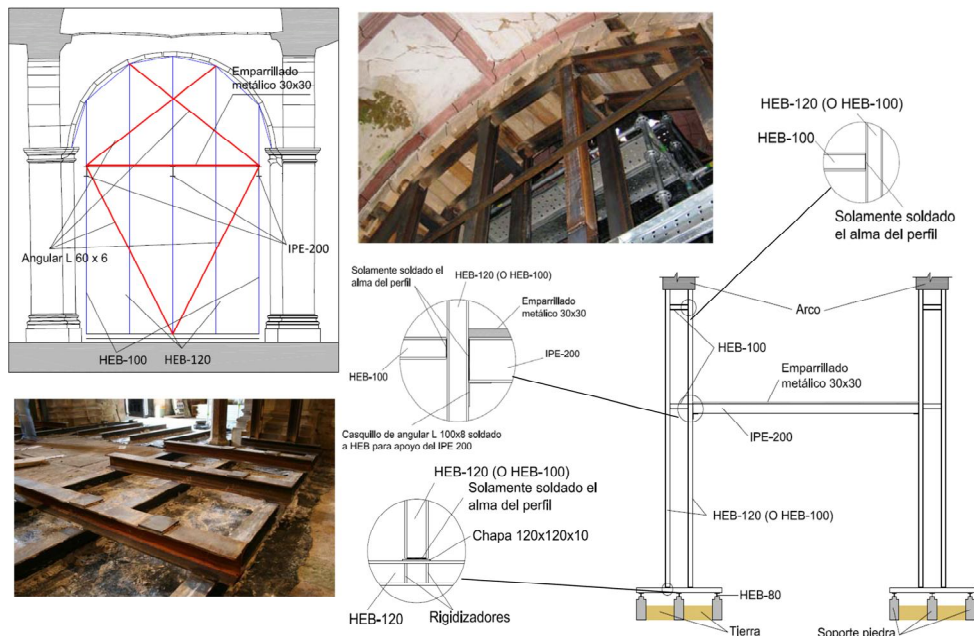 Emparrillado
metálico 30x30
Angular L 60 x 6
IPE-200
HEB-100
HEB-120
HEB-120 (O HEB-100)
HEB-100
Solamente soldado
el alma del perfil
Solamente soldado el
alma del perfil
HEB-120 (O HEB-100)
Emparrillado
metálico 30x30
IPE-200
HEB-100
Casquillo de angular L 100x8 soldado
a HEB para apoyo del IPE 200
Arco
HEB-100
Emparrillado
metálico 30x30
IPE-200
HEB-120 (O HEB-100)
HEB-120 (O HEB-100)
Solamente soldado el
alma del perfil
Chapa 120x120x10
HEB-120
Rigidizadores
HEB-80
Tierra
Soporte piedra